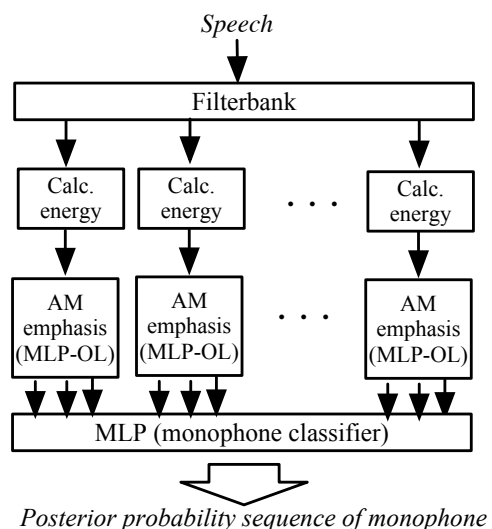 Speech
Filterbank
Calc.
energy
Calc.
energy
. . .
Calc.
energy
AM
emphasis
(MLP-OL)
AM
emphasis
(MLP-OL)
. . .
AM
emphasis
(MLP-OL)
MLP (monophone classifier)
Posterior probability sequence of monophone